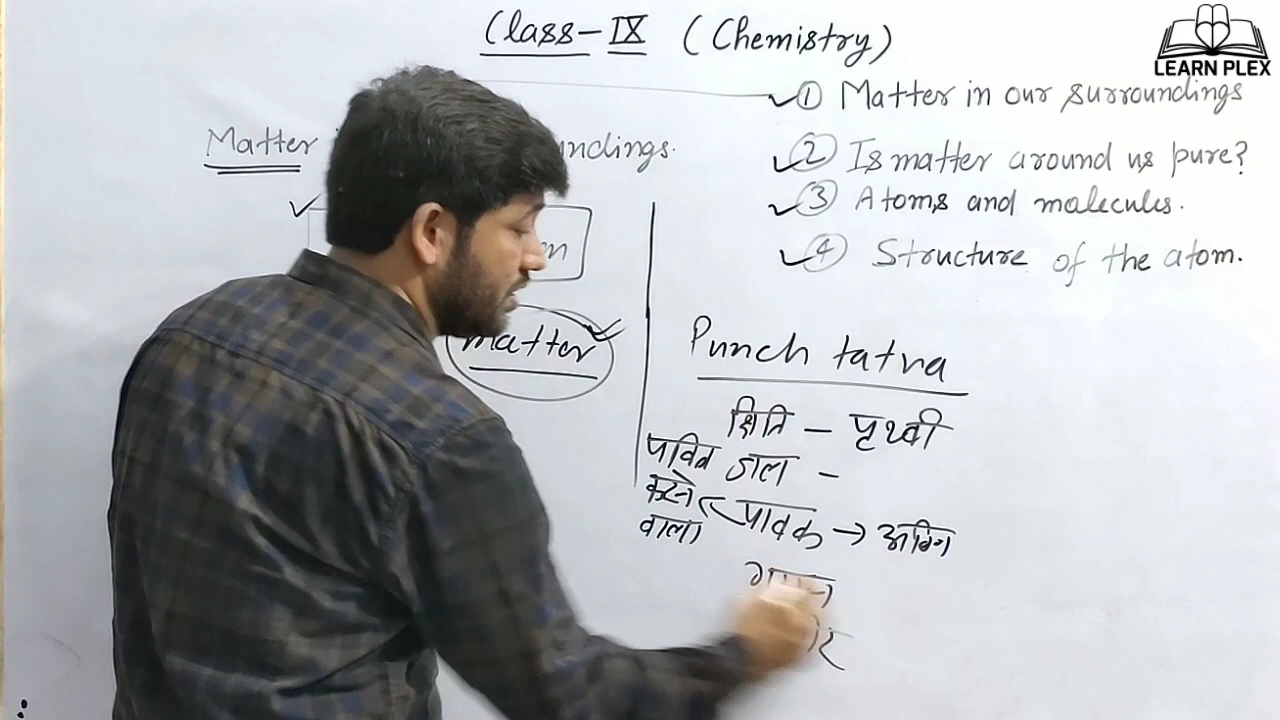 Class-IX (Chemistry)
LEARN PLEX
① Matter in our surroundings
② Is matter around us pure?
③ Atoms and molecules.
④ Structure of the atom.
Matter
matter
Punch tatva
क्षिति – पृथ्वी
जल –
पावक → अग्नि
पवित्र
करने
वाला
गगन